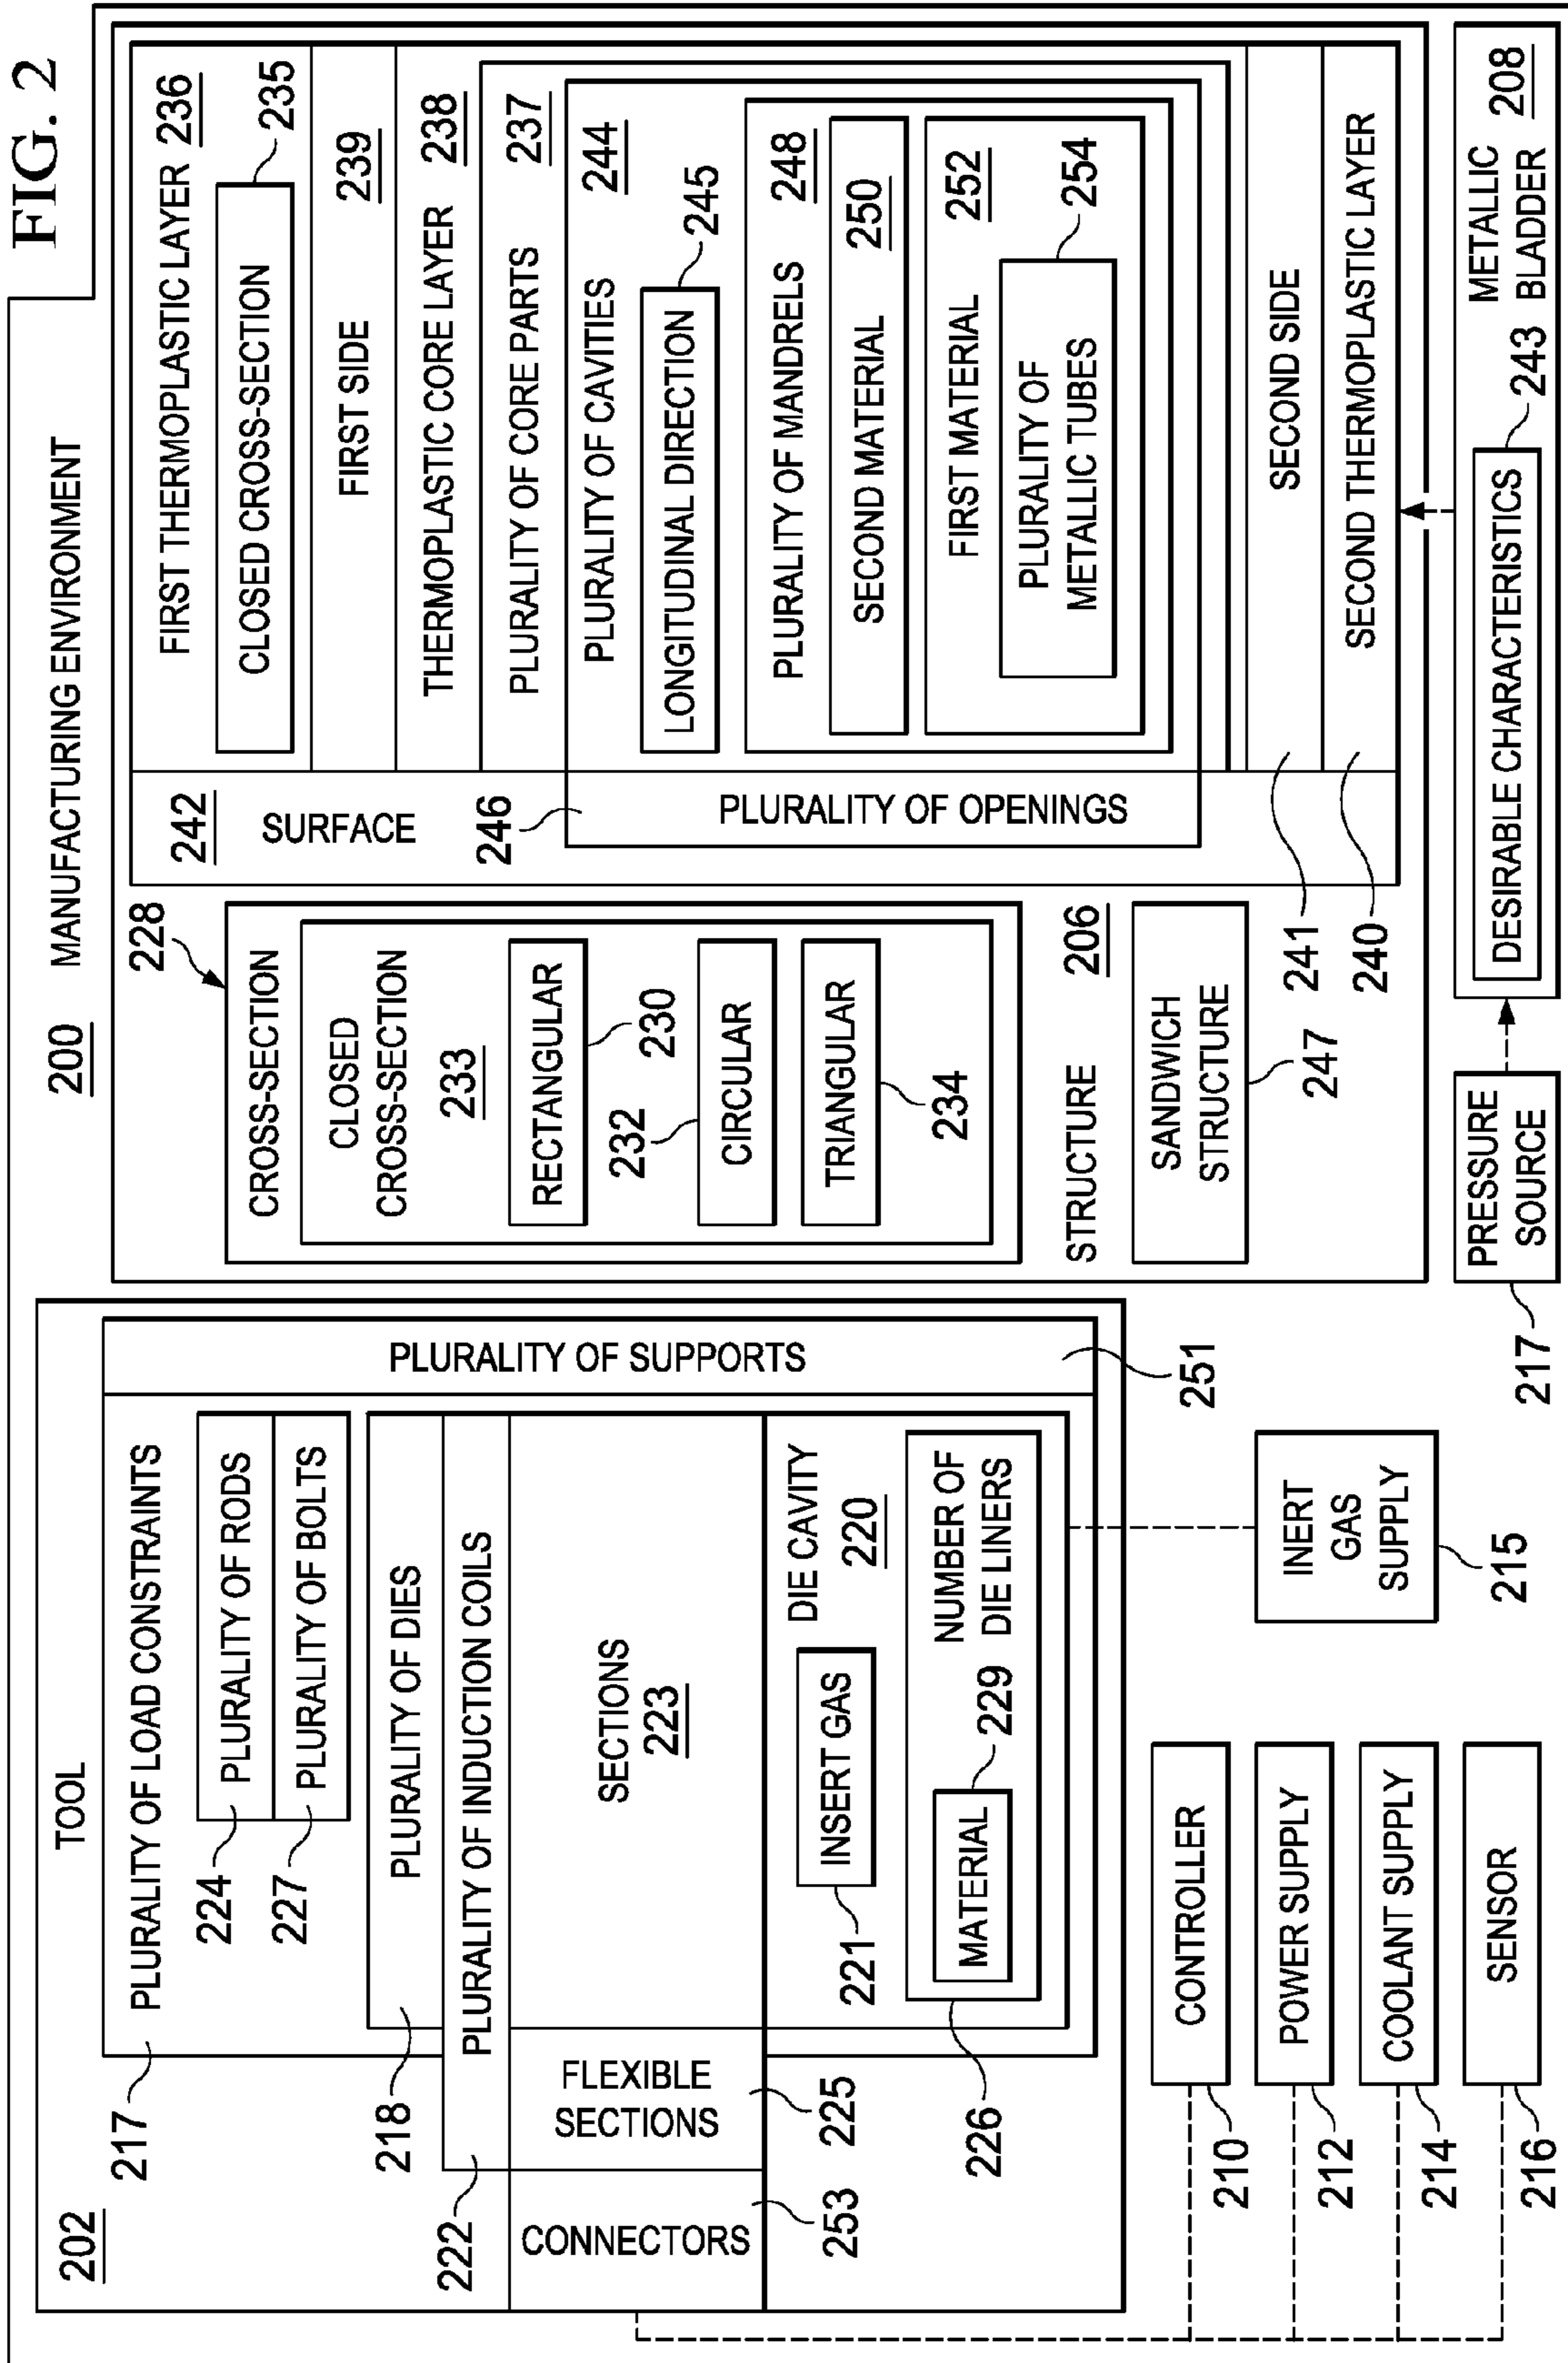 FIG. 2
MANUFACTURING ENVIRONMENT
200
TOOL
202
PLURALITY OF LOAD CONSTRAINTS
217
PLURALITY OF RODS
224
PLURALITY OF BOLTS
227
PLURALITY OF DIES
218
PLURALITY OF INDUCTION COILS
222
SECTIONS
223
FLEXIBLE
SECTIONS
225
CONNECTORS
253
DIE CAVITY
220
INSERT GAS
221
NUMBER OF
DIE LINERS
226
MATERIAL
229
PLURALITY OF SUPPORTS
251
CONTROLLER
210
POWER SUPPLY
212
COOLANT SUPPLY
214
SENSOR
216
INERT
GAS
SUPPLY
215
228
CROSS-SECTION
CLOSED
CROSS-SECTION
233
RECTANGULAR
230
232
CIRCULAR
TRIANGULAR
234
STRUCTURE
206
SANDWICH
STRUCTURE
247
242
SURFACE
246
PLURALITY OF OPENINGS
FIRST THERMOPLASTIC LAYER
236
CLOSED CROSS-SECTION
235
FIRST SIDE
239
THERMOPLASTIC CORE LAYER
238
PLURALITY OF CORE PARTS
237
PLURALITY OF CAVITIES
244
LONGITUDINAL DIRECTION
245
PLURALITY OF MANDRELS
248
SECOND MATERIAL
250
FIRST MATERIAL
252
PLURALITY OF
METALLIC TUBES
254
SECOND SIDE
241
SECOND THERMOPLASTIC LAYER
240
PRESSURE
SOURCE
217
DESIRABLE CHARACTERISTICS
243
METALLIC
BLADDER
208